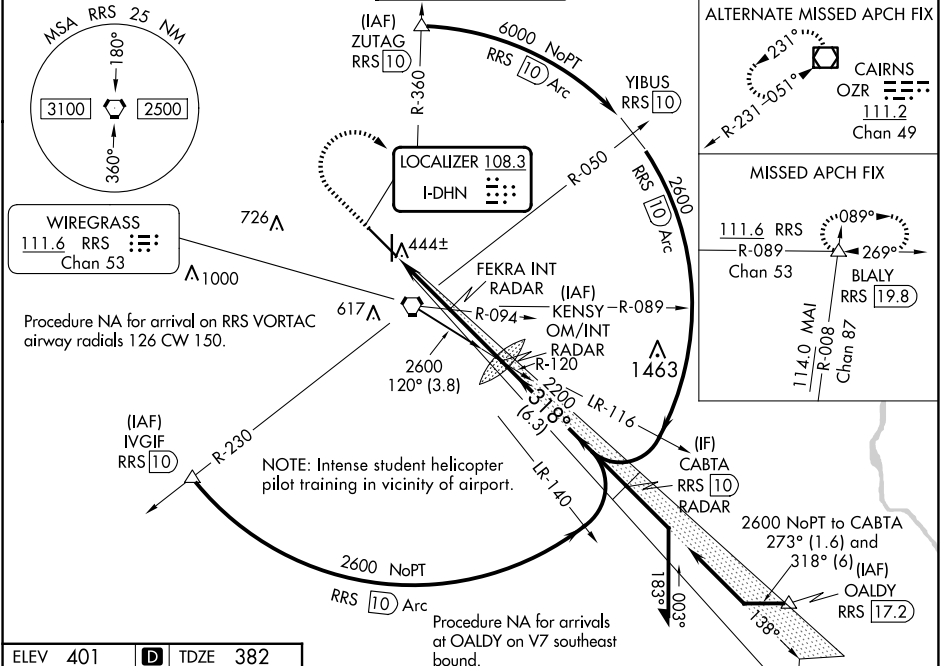 MSA RRS 25 NM
180°
3100
2500
360°
WIREGRASS
111.6 RRS
Chan 53
726
1000
617
Procedure NA for arrival on RRS VORTAC
airway radials 126 CW 150.
(IAF)
ZUTAG
RRS 10
R-360
6000 NoPT
RRS 10 Arc
YIBUS
RRS 10
R-050
2600
RRS 10 Arc
LOCALIZER 108.3
I-DHN
444±
FEKRA INT
RADAR
R-094
(IAF)
KENSY
OM/INT
RADAR
R-089
R-120
1463
2600
120° (3.8)
2200
318°
(6.3)
LR-116
LR-140
(IF)
CABTA
RRS 10
RADAR
(IAF)
IVGIF
RRS 10
R-230
NOTE: Intense student helicopter
pilot training in vicinity of airport.
2600 NoPT
RRS 10 Arc
183°
003°
2600 NoPT to CABTA
273° (1.6) and
318° (6)
(IAF)
OALDY
RRS 17.2
138°
Procedure NA for arrivals
at OALDY on V7 southeast
bound.
ALTERNATE MISSED APCH FIX
231°
R-231
051°
CAIRNS
OZR
111.2
Chan 49
MISSED APCH FIX
111.6 RRS
R-089
Chan 53
089°
269°
BLALY
RRS 19.8
114.0 MAI
R-008
Chan 87
ELEV 401
D
TDZE 382